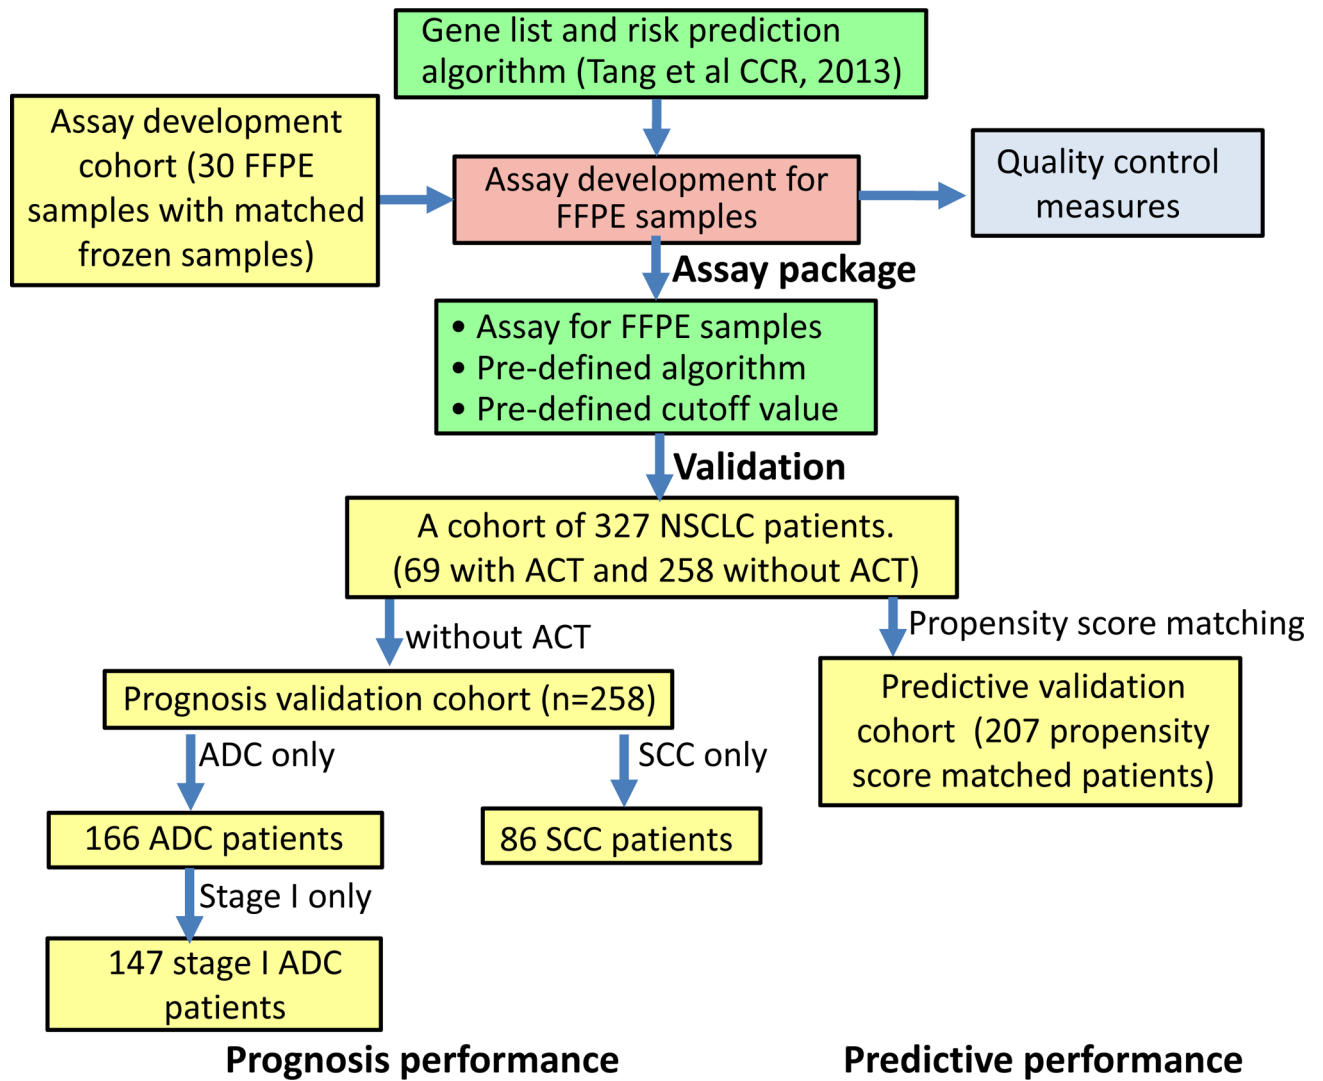 Gene list and risk prediction
algorithm (Tang et al CCR, 2013)
Assay development
cohort (30 FFPE
samples with matched
frozen samples)
Assay development for
FFPE samples
Quality control
measures
Assay package
• Assay for FFPE samples
• Pre-defined algorithm
• Pre-defined cutoff value
Validation
A cohort of 327 NSCLC patients.
(69 with ACT and 258 without ACT)
without ACT
Propensity score matching
Prognosis validation cohort (n=258)
Predictive validation
cohort (207 propensity
score matched patients)
ADC only
SCC only
166 ADC patients
86 SCC patients
Stage I only
147 stage I ADC
patients
Prognosis performance
Predictive performance